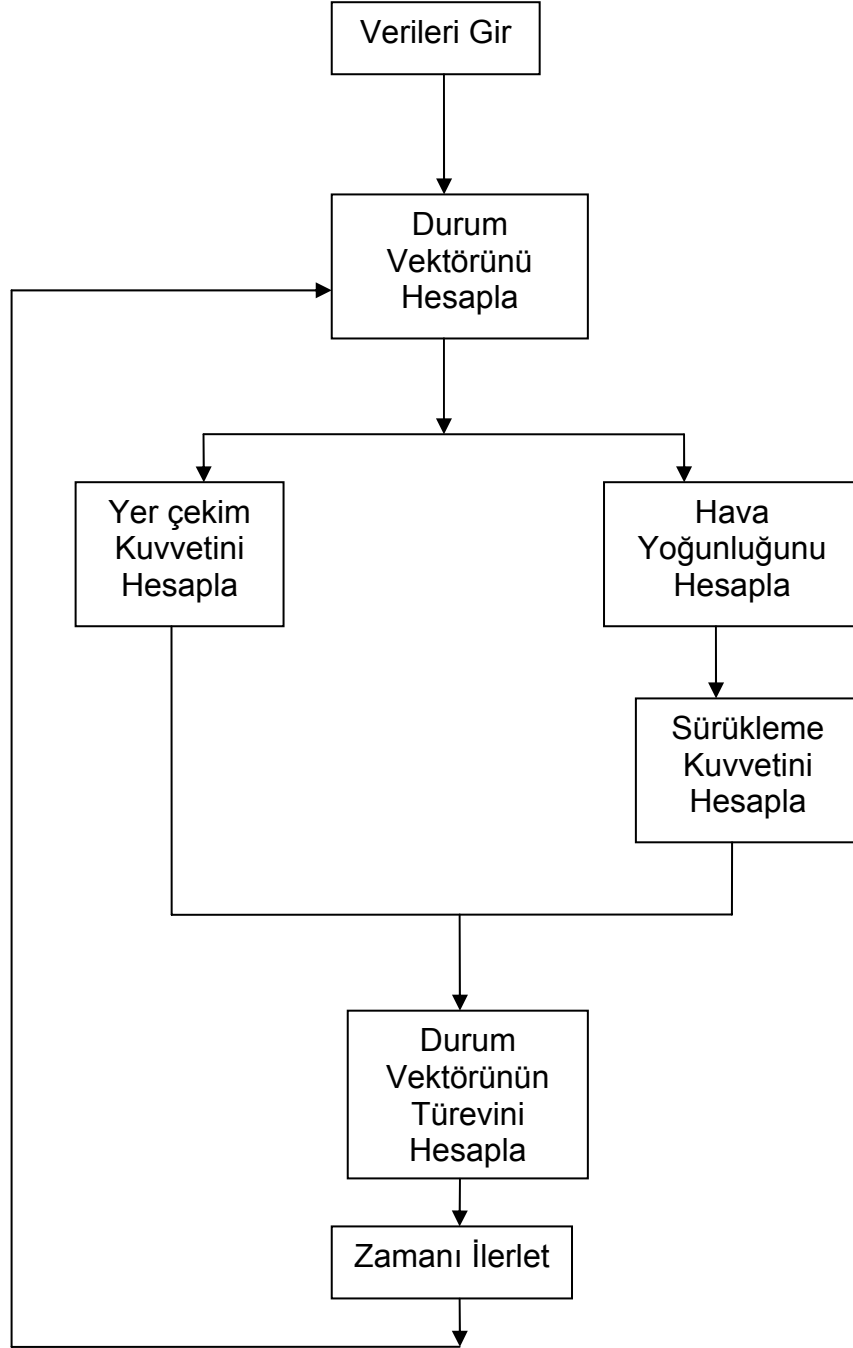 Verileri Gir
Durum
Vektörünü
Hesapla
Yer çekim
Kuvvetini
Hesapla
Hava
Yoğunluğunu
Hesapla
Sürükleme
Kuvvetini
Hesapla
Durum
Vektörünün
Türevini
Hesapla
Zamanı İlerlet